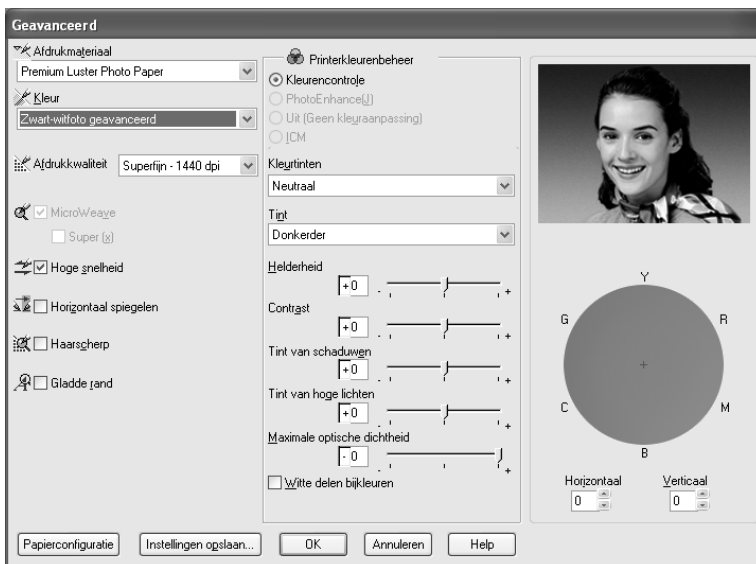 Geavanceerd
Afdrukmateriaal
Premium Luster Photo Paper
Kleur
Zwart-witfoto geavanceerd
Afdrukkwaliteit Superfijn - 1440 dpi
MicroWeave
Super (x)
Hoge snelheid
Horizontaal spiegelen
Haarscherp
Gladde rand
Printerkleurenbeheer
Kleurencontrole
PhotoEnhance(J)
Uit (Geen kleuraanpassing)
ICM
Kleurtinten
Neutraal
Tint
Donkerder
Helderheid
+0 - +
Contrast
+0 - +
Tint van schaduwen
+0 - +
Tint van hoge lichten
+0 - +
Maximale optische dichtheid
- 0 - +
Witte delen bijkleuren
Y
G R
C M
B
Horizontaal Verticaal
0 0
Papierconfiguratie Instellingen opslaan... OK Annuleren Help